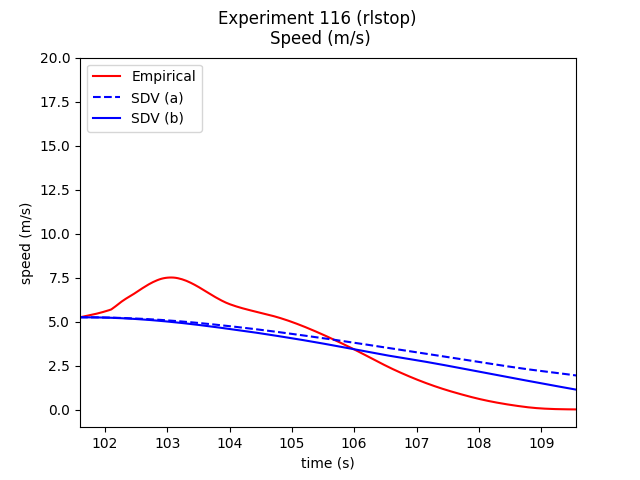 Experiment 116 (rlstop)
Speed (m/s)
20.0
17.5
15.0
12.5
10.0
7.5
5.0
2.5
0.0
speed (m/s)
Empirical
SDV (a)
SDV (b)
102 103 104 105 106 107 108 109
time (s)